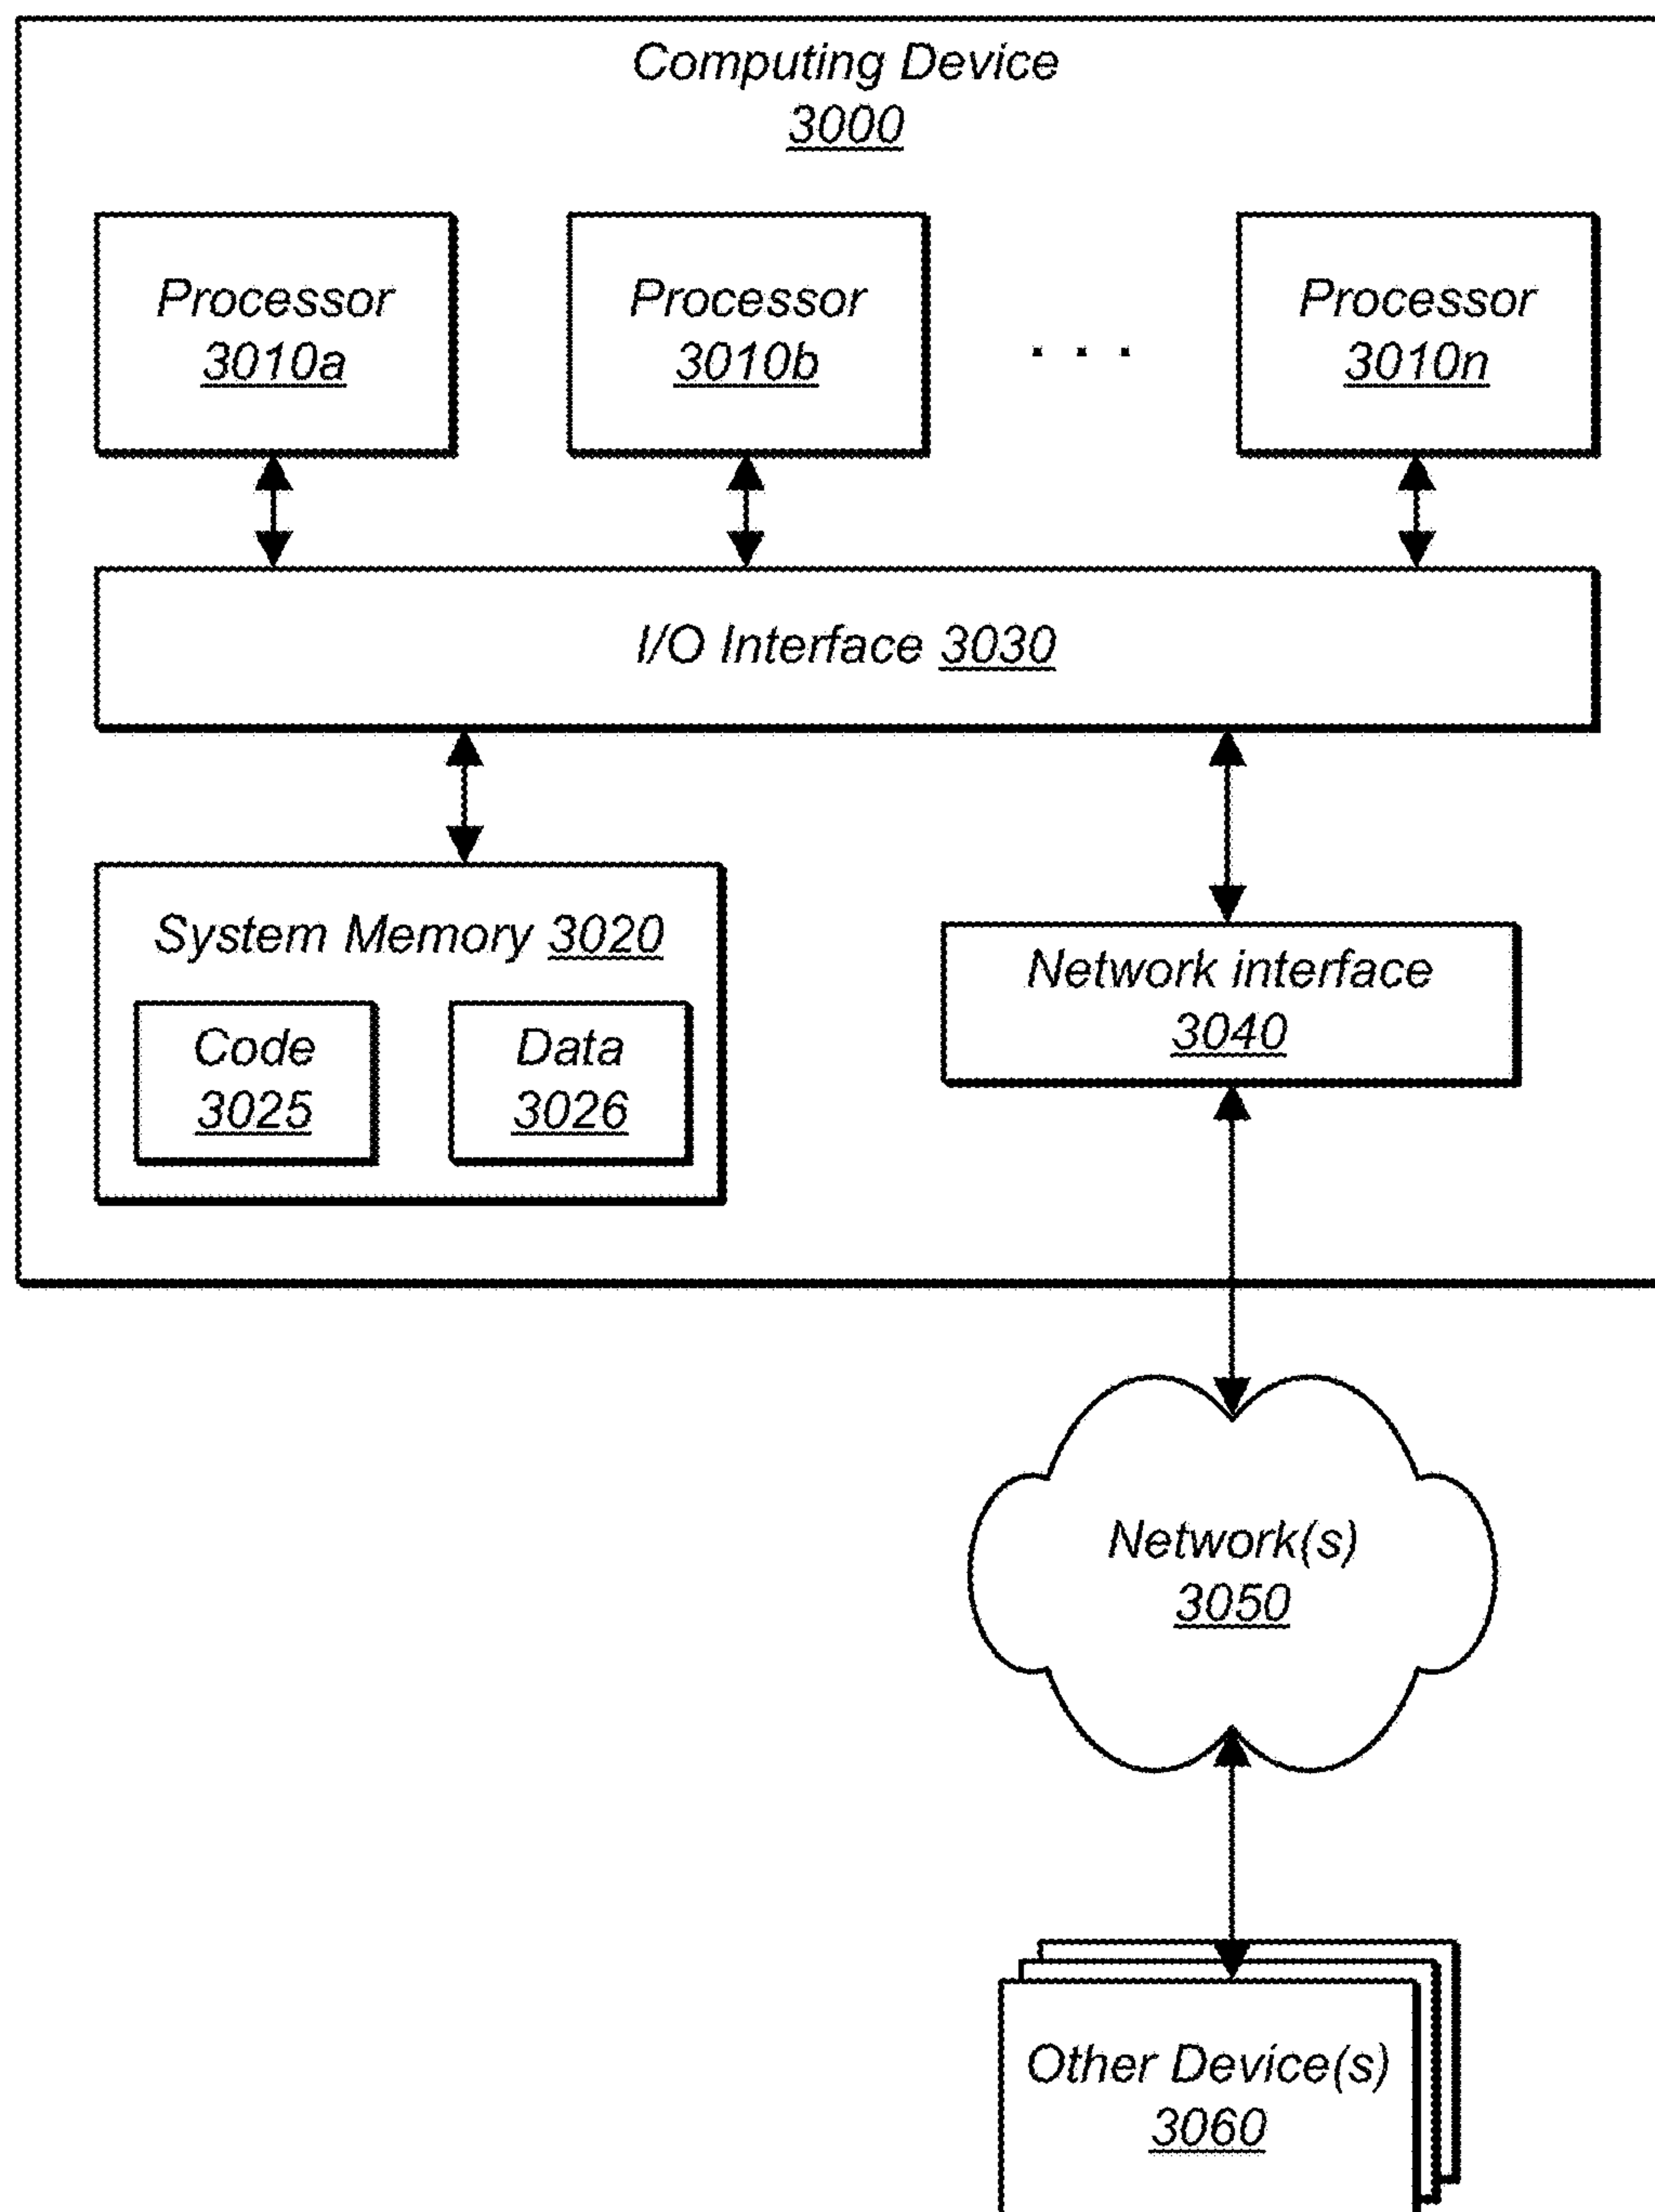 Computing Device
3000
Processor
3010a
Processor
3010b
. . .
Processor
3010n
I/O Interface 3030
System Memory 3020
Code
3025
Data
3026
Network interface
3040
Network(s)
3050
Other Device(s)
3060